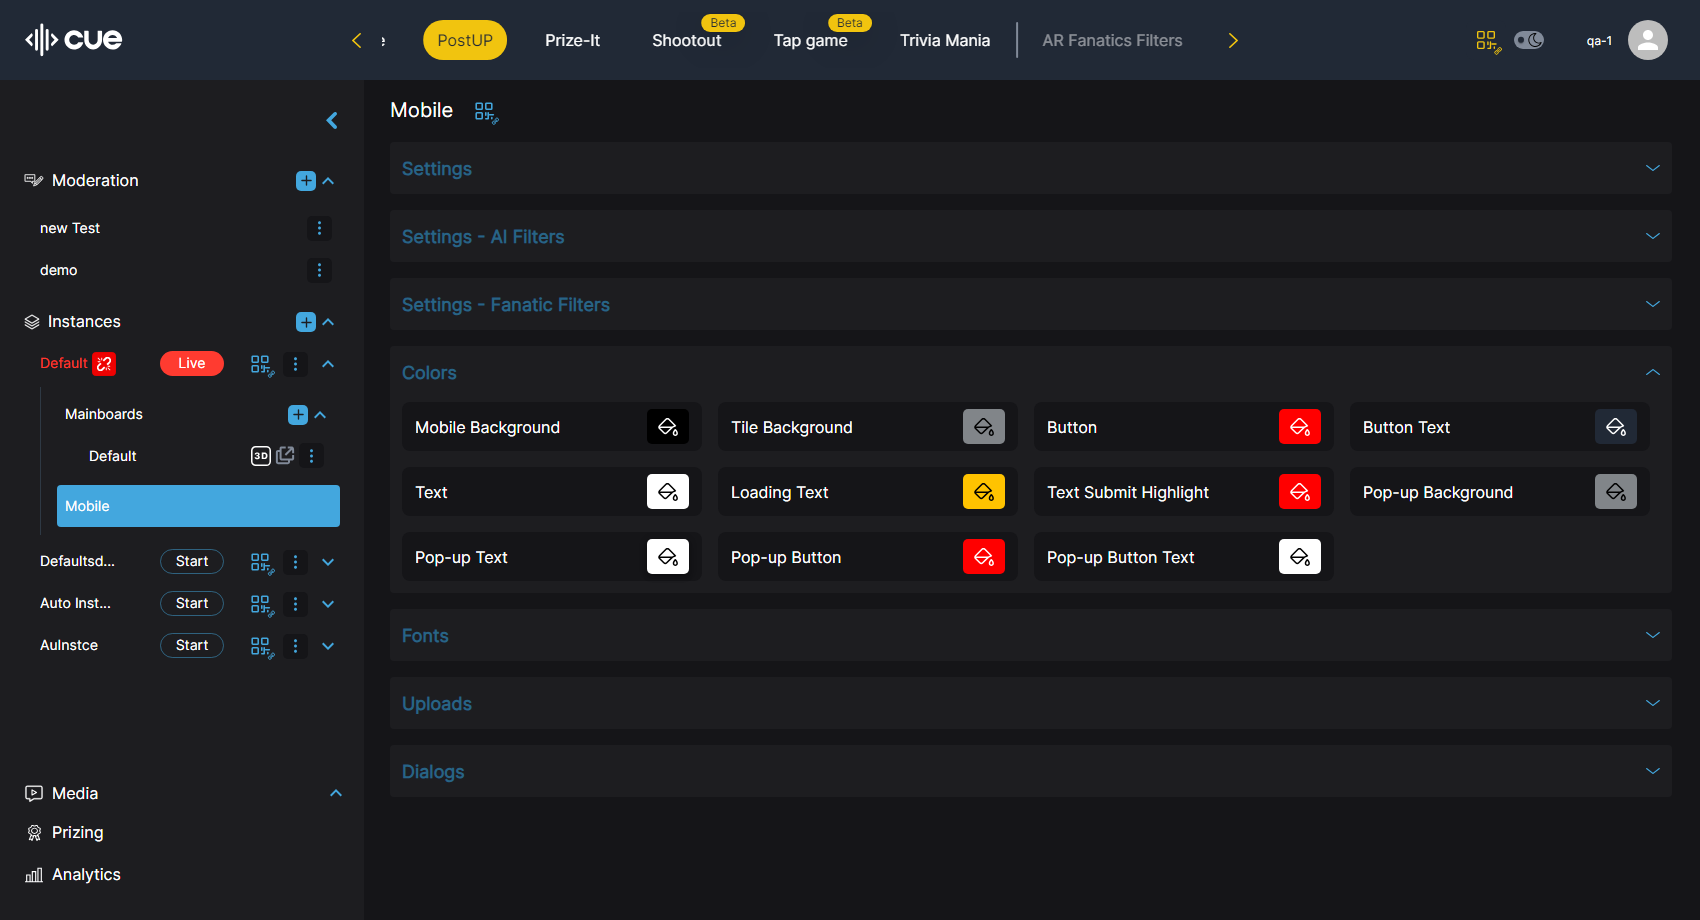 cue
e
PostUP
Prize-It
Beta
Shootout
Beta
Tap game
Trivia Mania
AR Fanatics Filters
qa-1
Moderation
new Test
demo
Instances
Default
Live
Mainboards
Default
3D
Mobile
Defaultsd...
Start
Auto Inst...
Start
AuInstce
Start
Media
Prizing
Analytics
Mobile
Settings
Settings - AI Filters
Settings - Fanatic Filters
Colors
Mobile Background
Tile Background
Button
Button Text
Text
Loading Text
Text Submit Highlight
Pop-up Background
Pop-up Text
Pop-up Button
Pop-up Button Text
Fonts
Uploads
Dialogs